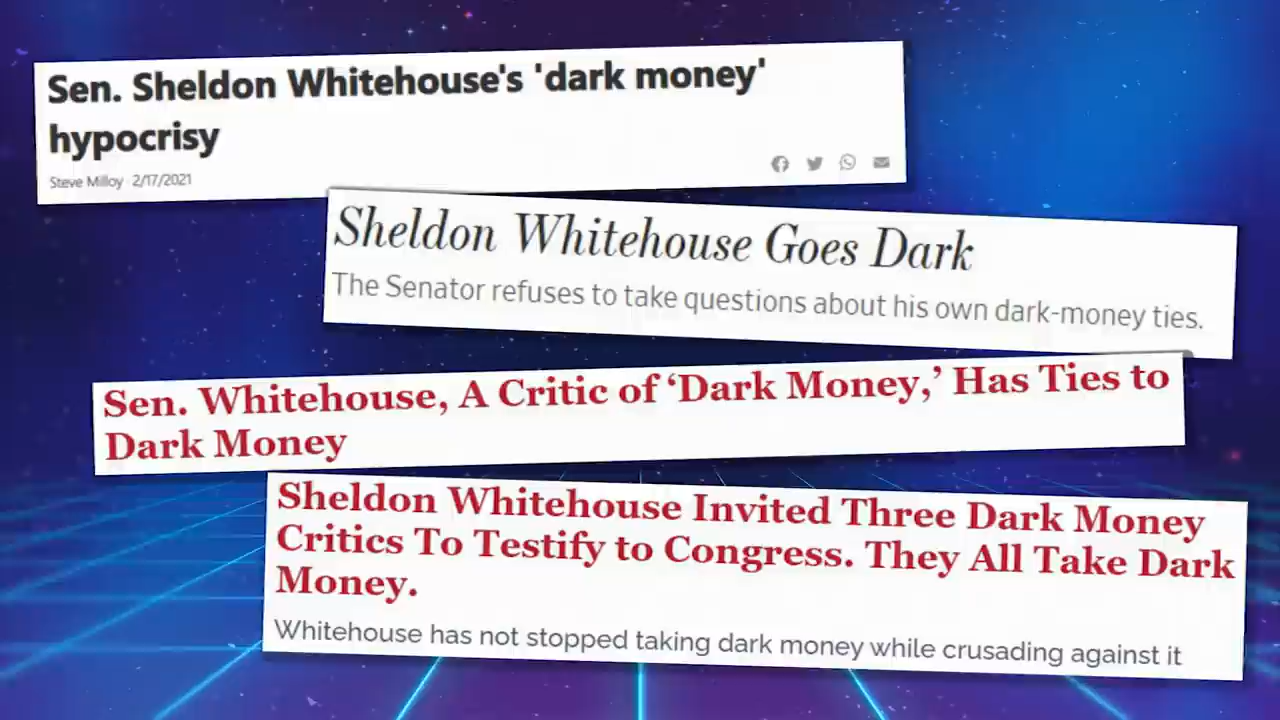 Sen. Sheldon Whitehouse's 'dark money'
hypocrisy
Steve Milloy 2/17/2021
Sheldon Whitehouse Goes Dark
The Senator refuses to take questions about his own dark-money ties.
Sen. Whitehouse, A Critic of ‘Dark Money,’ Has Ties to
Dark Money
Sheldon Whitehouse Invited Three Dark Money
Critics To Testify to Congress. They All Take Dark
Money.
Whitehouse has not stopped taking dark money while crusading against it